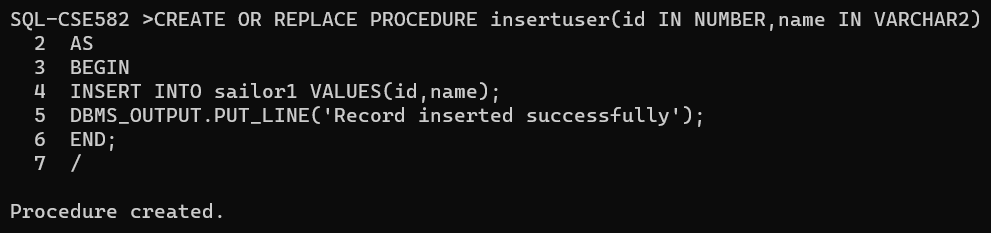 SQL-CSE582 >CREATE OR REPLACE PROCEDURE insertuser(id IN NUMBER,name IN VARCHAR2)
  2  AS
  3  BEGIN
  4  INSERT INTO sailor1 VALUES(id,name);
  5  DBMS_OUTPUT.PUT_LINE('Record inserted successfully');
  6  END;
  7  /

Procedure created.